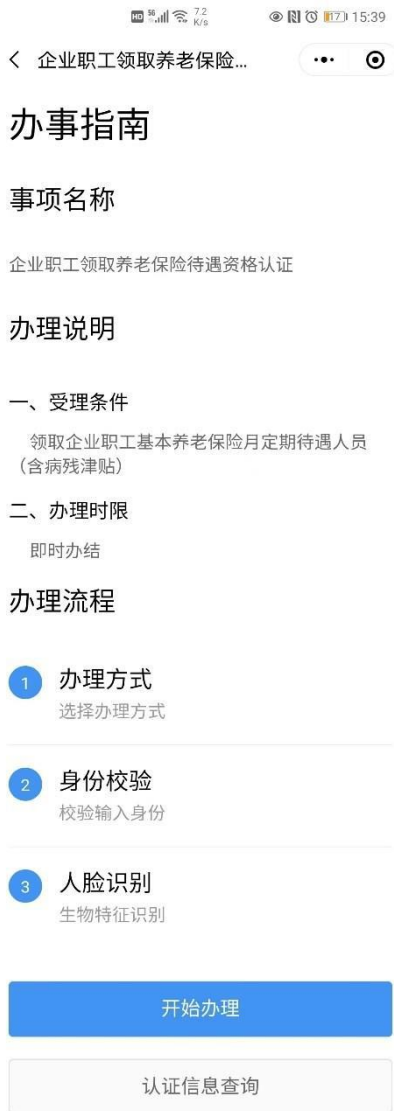 HD 5G 7.2 K/s 17 15:39
企业职工领取养老保险...
办事指南
事项名称
企业职工领取养老保险待遇资格认证
办理说明
一、受理条件
领取企业职工基本养老保险月定期待遇人员
（含病残津贴）
二、办理时限
即时办结
办理流程
1 办理方式
选择办理方式
2 身份校验
校验输入身份
3 人脸识别
生物特征识别
开始办理
认证信息查询